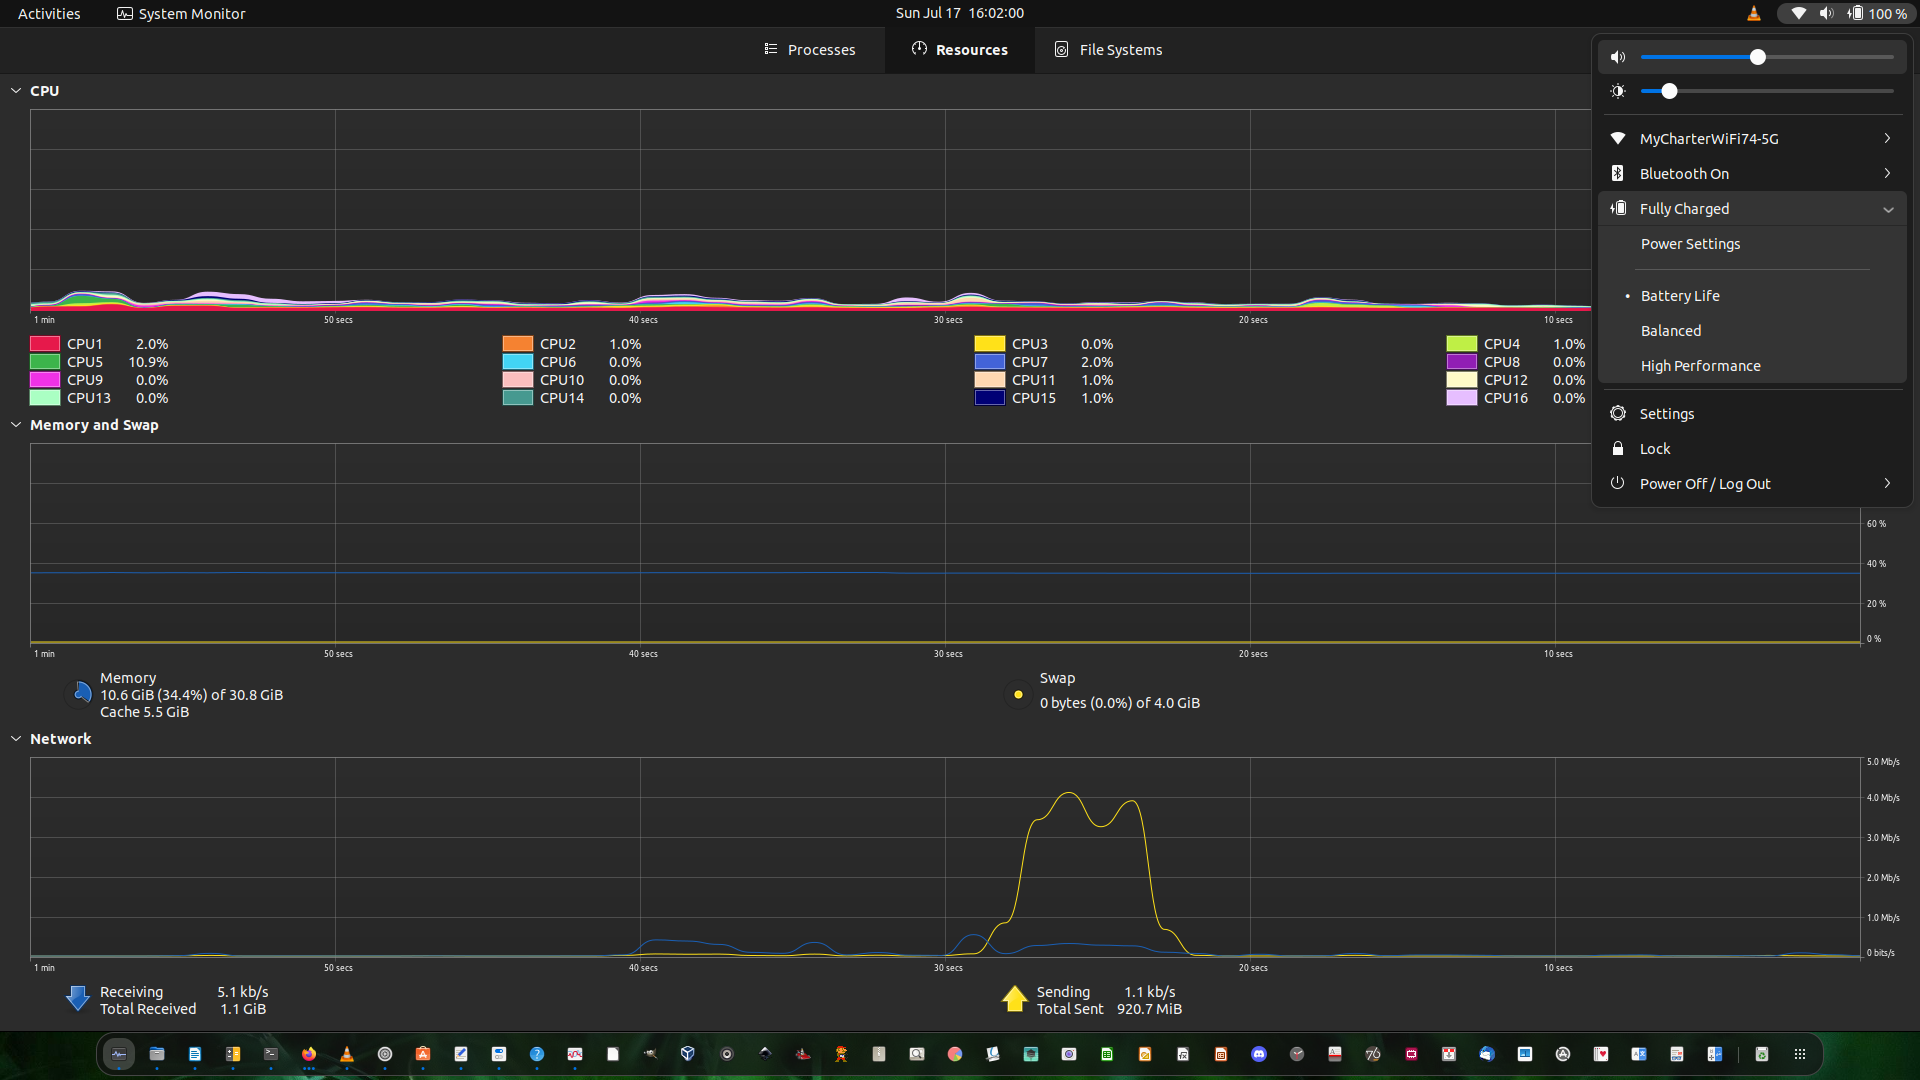 Activities
System Monitor
Sun Jul 17 16:02:00
100 %
Processes
Resources
File Systems
CPU
1 min
50 secs
40 secs
30 secs
20 secs
10 secs
CPU1 2.0%
CPU2 1.0%
CPU3 0.0%
CPU4 1.0%
CPU5 10.9%
CPU6 0.0%
CPU7 2.0%
CPU8 0.0%
CPU9 0.0%
CPU10 0.0%
CPU11 1.0%
CPU12 0.0%
CPU13 0.0%
CPU14 0.0%
CPU15 1.0%
CPU16 0.0%
MyCharterWiFi74-5G
Bluetooth On
Fully Charged
Power Settings
• Battery Life
Balanced
High Performance
Settings
Lock
Power Off / Log Out
Memory and Swap
60 %
40 %
20 %
0 %
1 min
50 secs
40 secs
30 secs
20 secs
10 secs
Memory
10.6 GiB (34.4%) of 30.8 GiB
Cache 5.5 GiB
Swap
0 bytes (0.0%) of 4.0 GiB
Network
5.0 Mb/s
4.0 Mb/s
3.0 Mb/s
2.0 Mb/s
1.0 Mb/s
0 bits/s
1 min
50 secs
40 secs
30 secs
20 secs
10 secs
Receiving 5.1 kb/s
Total Received 1.1 GiB
Sending 1.1 kb/s
Total Sent 920.7 MiB